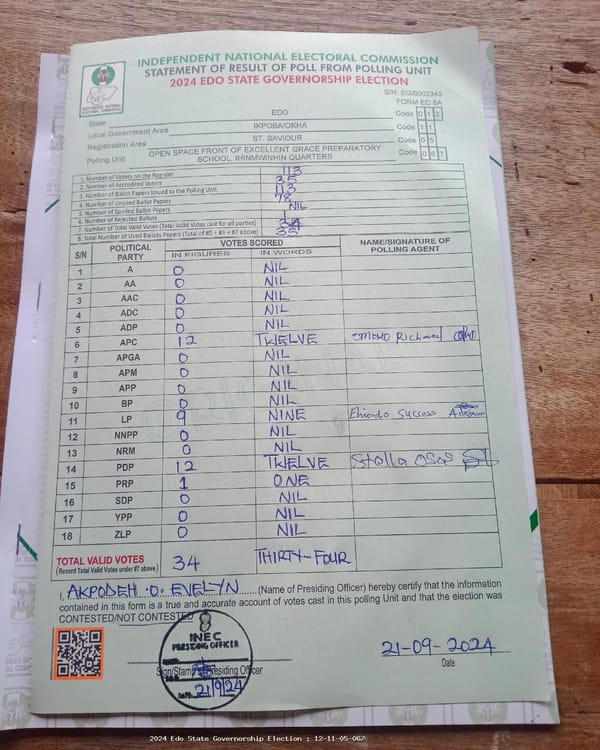 INDEPENDENT NATIONAL ELECTORAL COMMISSION
STATEMENT OF RESULT OF POLL FROM POLLING UNIT
2024 EDO STATE GOVERNORSHIP ELECTION
S/N: EG/0002343
FORM EC 8A
State EDO Code 0 1 2
Local Government Area IKPOBA/OKHA Code 1 1
Registration Area ST. SAVIOUR Code 0 5
Polling Unit OPEN SPACE FRONT OF EXCELLENT GRACE PREPARATORY SCHOOL, IHINMWINHIN QUARTERS Code 0 6 7
1. Number of Voters on the Register 113
2. Number of Accredited Voters 35
3. Number of Ballot Papers Issued to the Polling Unit 113
4. Number of Unused Ballot Papers 78
5. Number of Spoiled Ballot Papers NIL
6. Number of Rejected Ballots
7. Number of Total Valid Votes (Total Valid Votes cast for all parties) 34
8. Total Number of Used Ballots Papers (Total of #5 + #6 + #7 above) 35
S/N POLITICAL PARTY VOTES SCORED NAME/SIGNATURE OF POLLING AGENT
IN FIGURES IN WORDS
1 A 0 NIL
2 AA 0 NIL
3 AAC 0 NIL
4 ADC 0 NIL
5 ADP 0 NIL
6 APC 12 TWELVE
7 APGA 0 NIL
8 APM 0 NIL
9 APP 0 NIL
10 BP 0 NIL
11 LP 9 NINE Success
12 NNPP 0 NIL
13 NRM 0 NIL
14 PDP 12 TWELVE Stella
15 PRP 1 ONE
16 SDP 0 NIL
17 YPP 0 NIL
18 ZLP 0 NIL
TOTAL VALID VOTES 34 THIRTY-FOUR
(Record Total Valid Votes under #7 above)
I, AKPODEH .O. EVELYN (Name of Presiding Officer) hereby certify that the information
contained in this form is a true and accurate account of votes cast in this polling Unit and that the election was
CONTESTED/NOT CONTESTED
INEC
PRESIDING OFFICER
Sign/Stamp Presiding Officer
DATE 21/9/24
21-09-2024
Date
2024 Edo State Governorship Election : 12-11-05-067